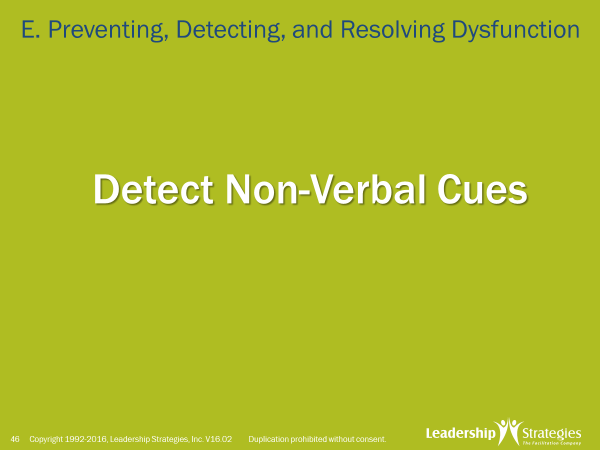 E. Preventing, Detecting, and Resolving Dysfunction
Detect Non-Verbal Cues
46 Copyright 1992-2016, Leadership Strategies, Inc. V16.02 Duplication prohibited without consent.
Leadership Strategies
The Facilitation Company